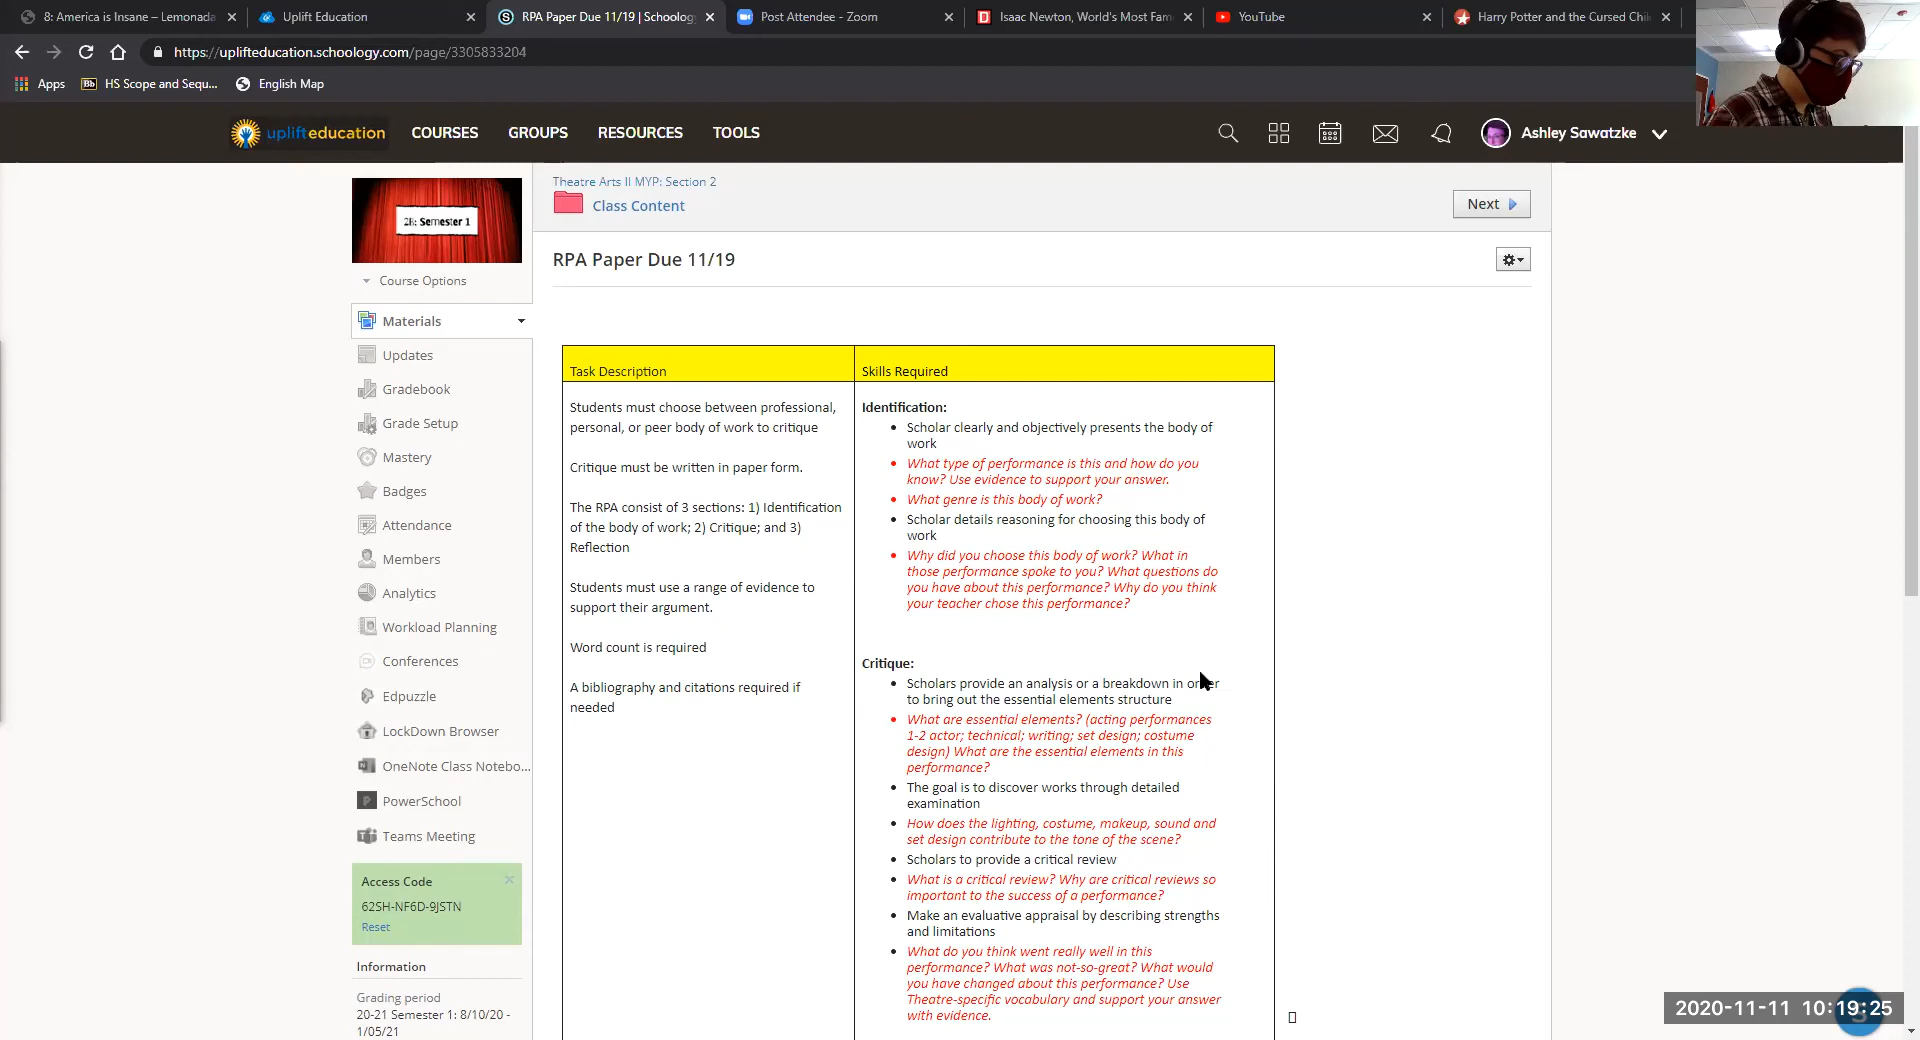 8: America is Insane – Lemonada
Uplift Education
RPA Paper Due 11/19 | Schoology
Post Attendee - Zoom
Isaac Newton, World's Most Fam
YouTube
Harry Potter and the Cursed Chil
https://uplifteducation.schoology.com/page/3305833204
Apps
HS Scope and Sequ...
English Map
uplifteducation
COURSES
GROUPS
RESOURCES
TOOLS
Ashley Sawatzke
Semester 1
Course Options
Materials
Updates
Gradebook
Grade Setup
Mastery
Badges
Attendance
Members
Analytics
Workload Planning
Conferences
Edpuzzle
LockDown Browser
OneNote Class Notebo...
PowerSchool
Teams Meeting
Access Code
62SH-NF6D-9JSTN
Reset
Information
Grading period
20-21 Semester 1: 8/10/20 -
1/05/21
Theatre Arts II MYP: Section 2
Class Content
Next
RPA Paper Due 11/19
Task Description
Students must choose between professional,
personal, or peer body of work to critique
Critique must be written in paper form.
The RPA consist of 3 sections: 1) Identification
of the body of work; 2) Critique; and 3)
Reflection
Students must use a range of evidence to
support their argument.
Word count is required
A bibliography and citations required if
needed
Skills Required
Identification:
• Scholar clearly and objectively presents the body of
work
• What type of performance is this and how do you
know? Use evidence to support your answer.
• What genre is this body of work?
• Scholar details reasoning for choosing this body of
work
• Why did you choose this body of work? What in
those performance spoke to you? What questions do
you have about this performance? Why do you think
your teacher chose this performance?
Critique:
• Scholars provide an analysis or a breakdown in order
to bring out the essential elements structure
• What are essential elements? (acting performances
1-2 actor; technical; writing; set design; costume
design) What are the essential elements in this
performance?
• The goal is to discover works through detailed
examination
• How does the lighting, costume, makeup, sound and
set design contribute to the tone of the scene?
• Scholars to provide a critical review
• What is a critical review? Why are critical reviews so
important to the success of a performance?
• Make an evaluative appraisal by describing strengths
and limitations
• What do you think went really well in this
performance? What was not-so-great? What would
you have changed about this performance? Use
Theatre-specific vocabulary and support your answer
with evidence.
2020-11-11 10:19:25